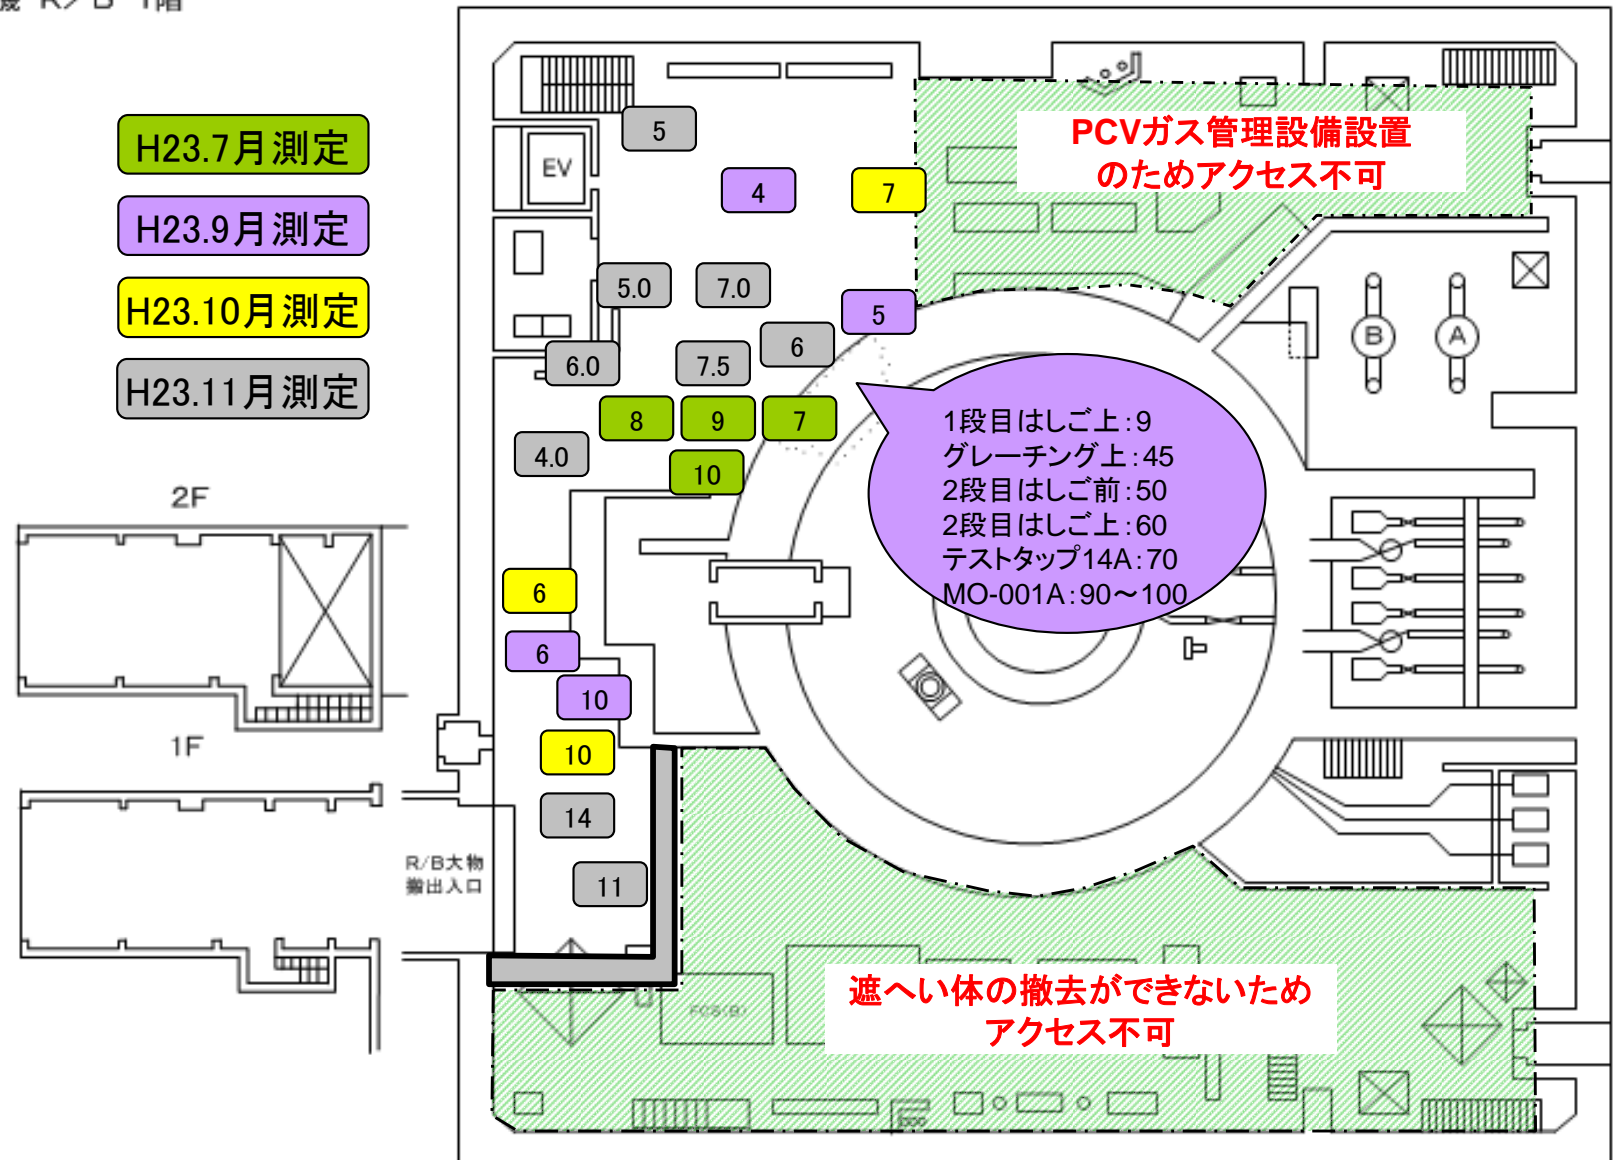 R/B 1階
H23.7月測定
H23.9月測定
H23.10月測定
H23.11月測定
PCVガス管理設備設置
のためアクセス不可
EV
5
4
7
5.0
7.0
5
6
6.0
7.5
B
A
8
9
7
10
4.0
1段目はしご上:9
グレーチング上:45
2段目はしご前:50
2段目はしご上:60
テストタップ14A:70
MO-001A:90～100
2F
6
6
10
10
1F
14
R/B大物
搬出入口
11
遮へい体の撤去ができないため
アクセス不可
FCS(B)